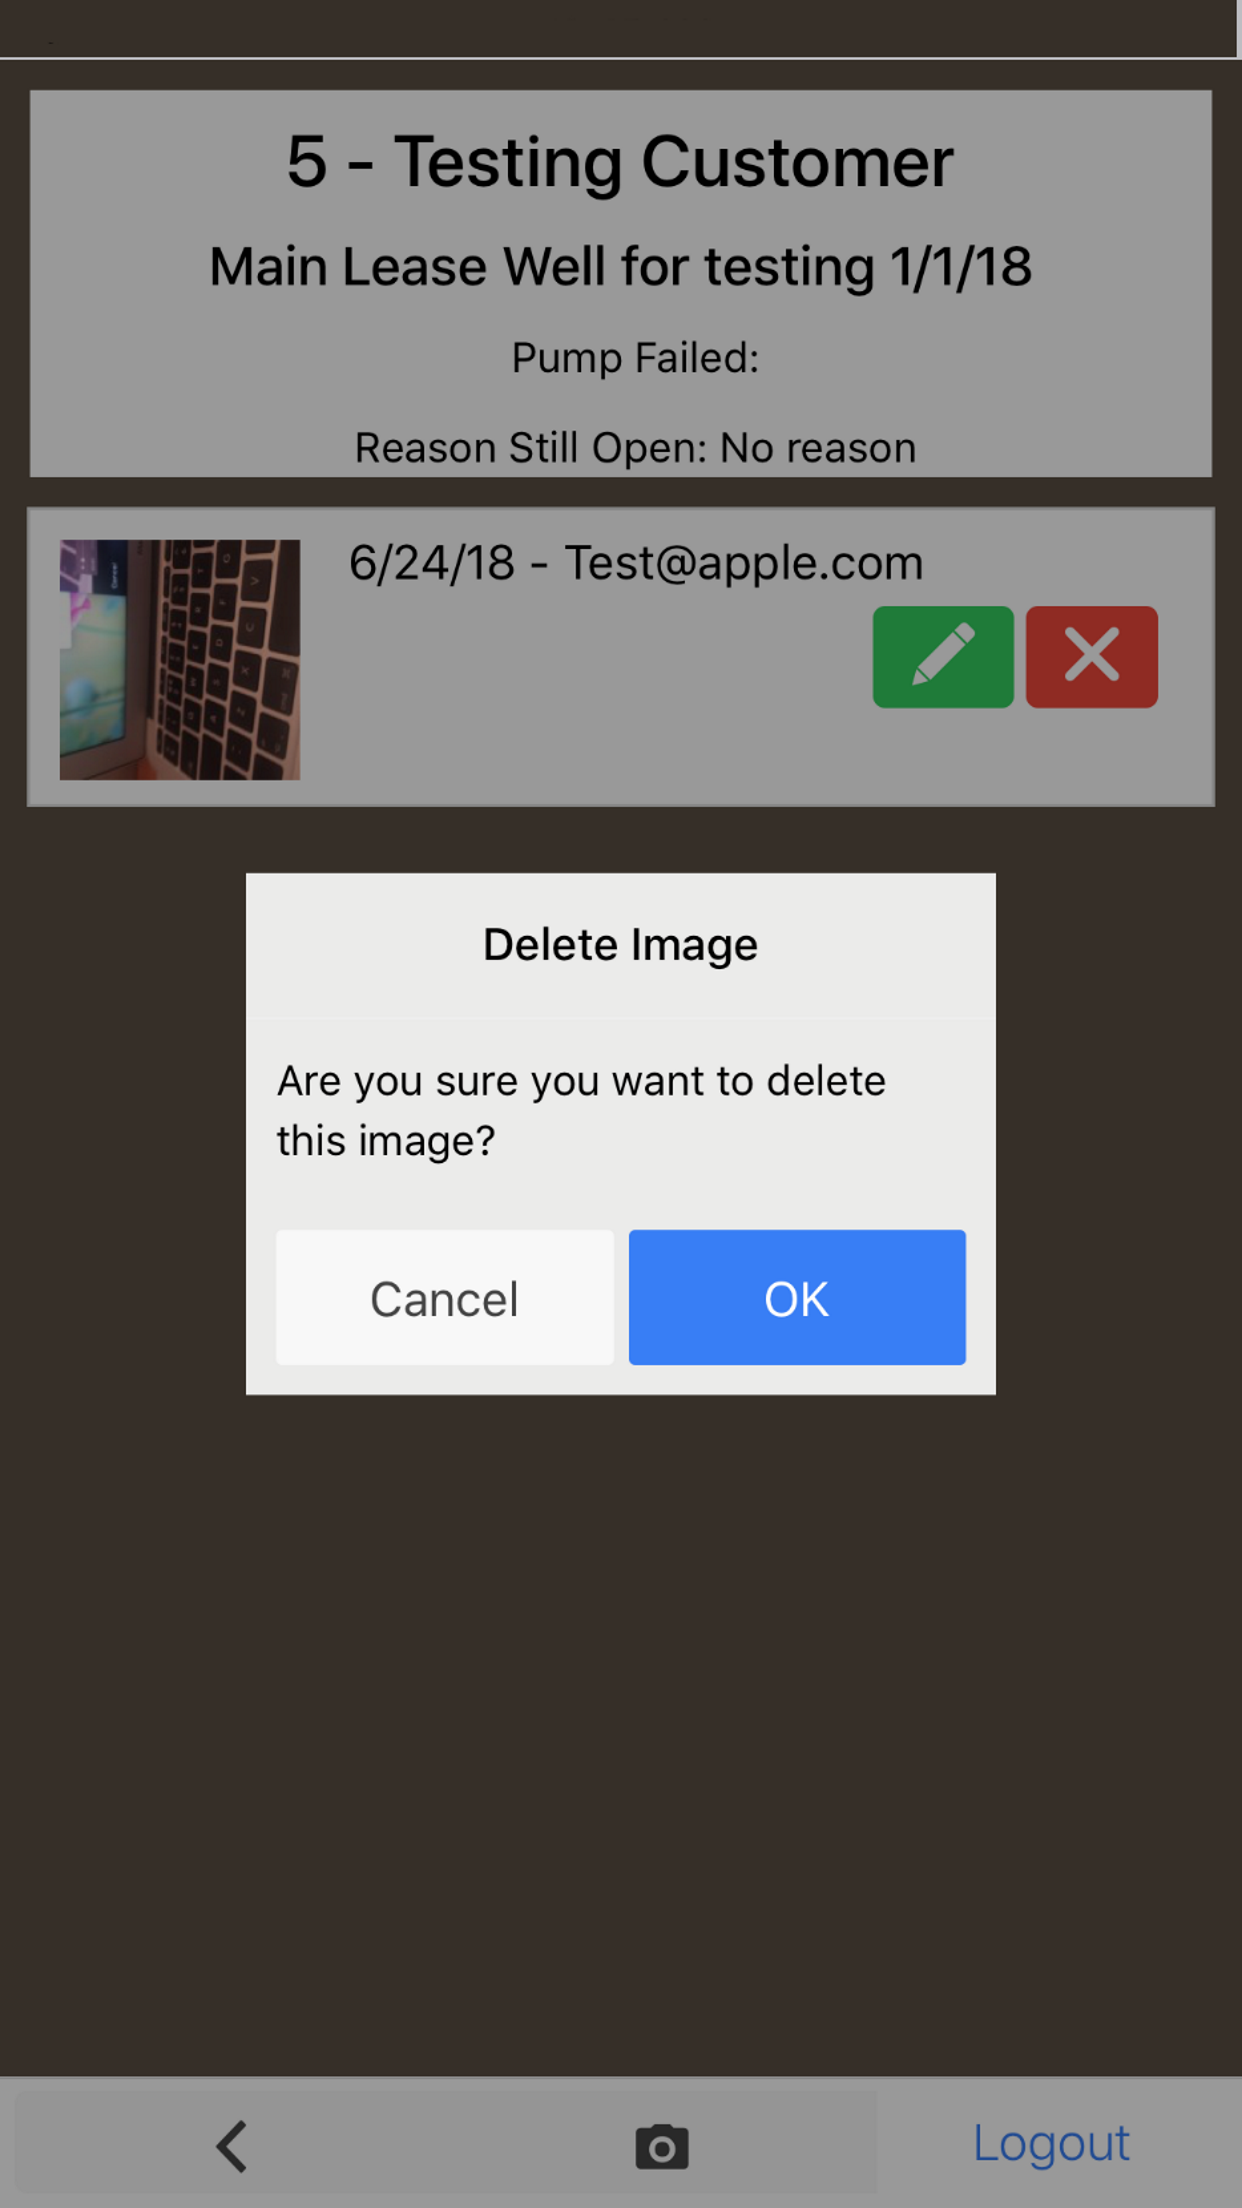 5 - Testing Customer
Main Lease Well for testing 1/1/18
Pump Failed:
Reason Still Open: No reason
6/24/18 - Test@apple.com
Delete Image
Are you sure you want to delete
this image?
Cancel
OK
Logout